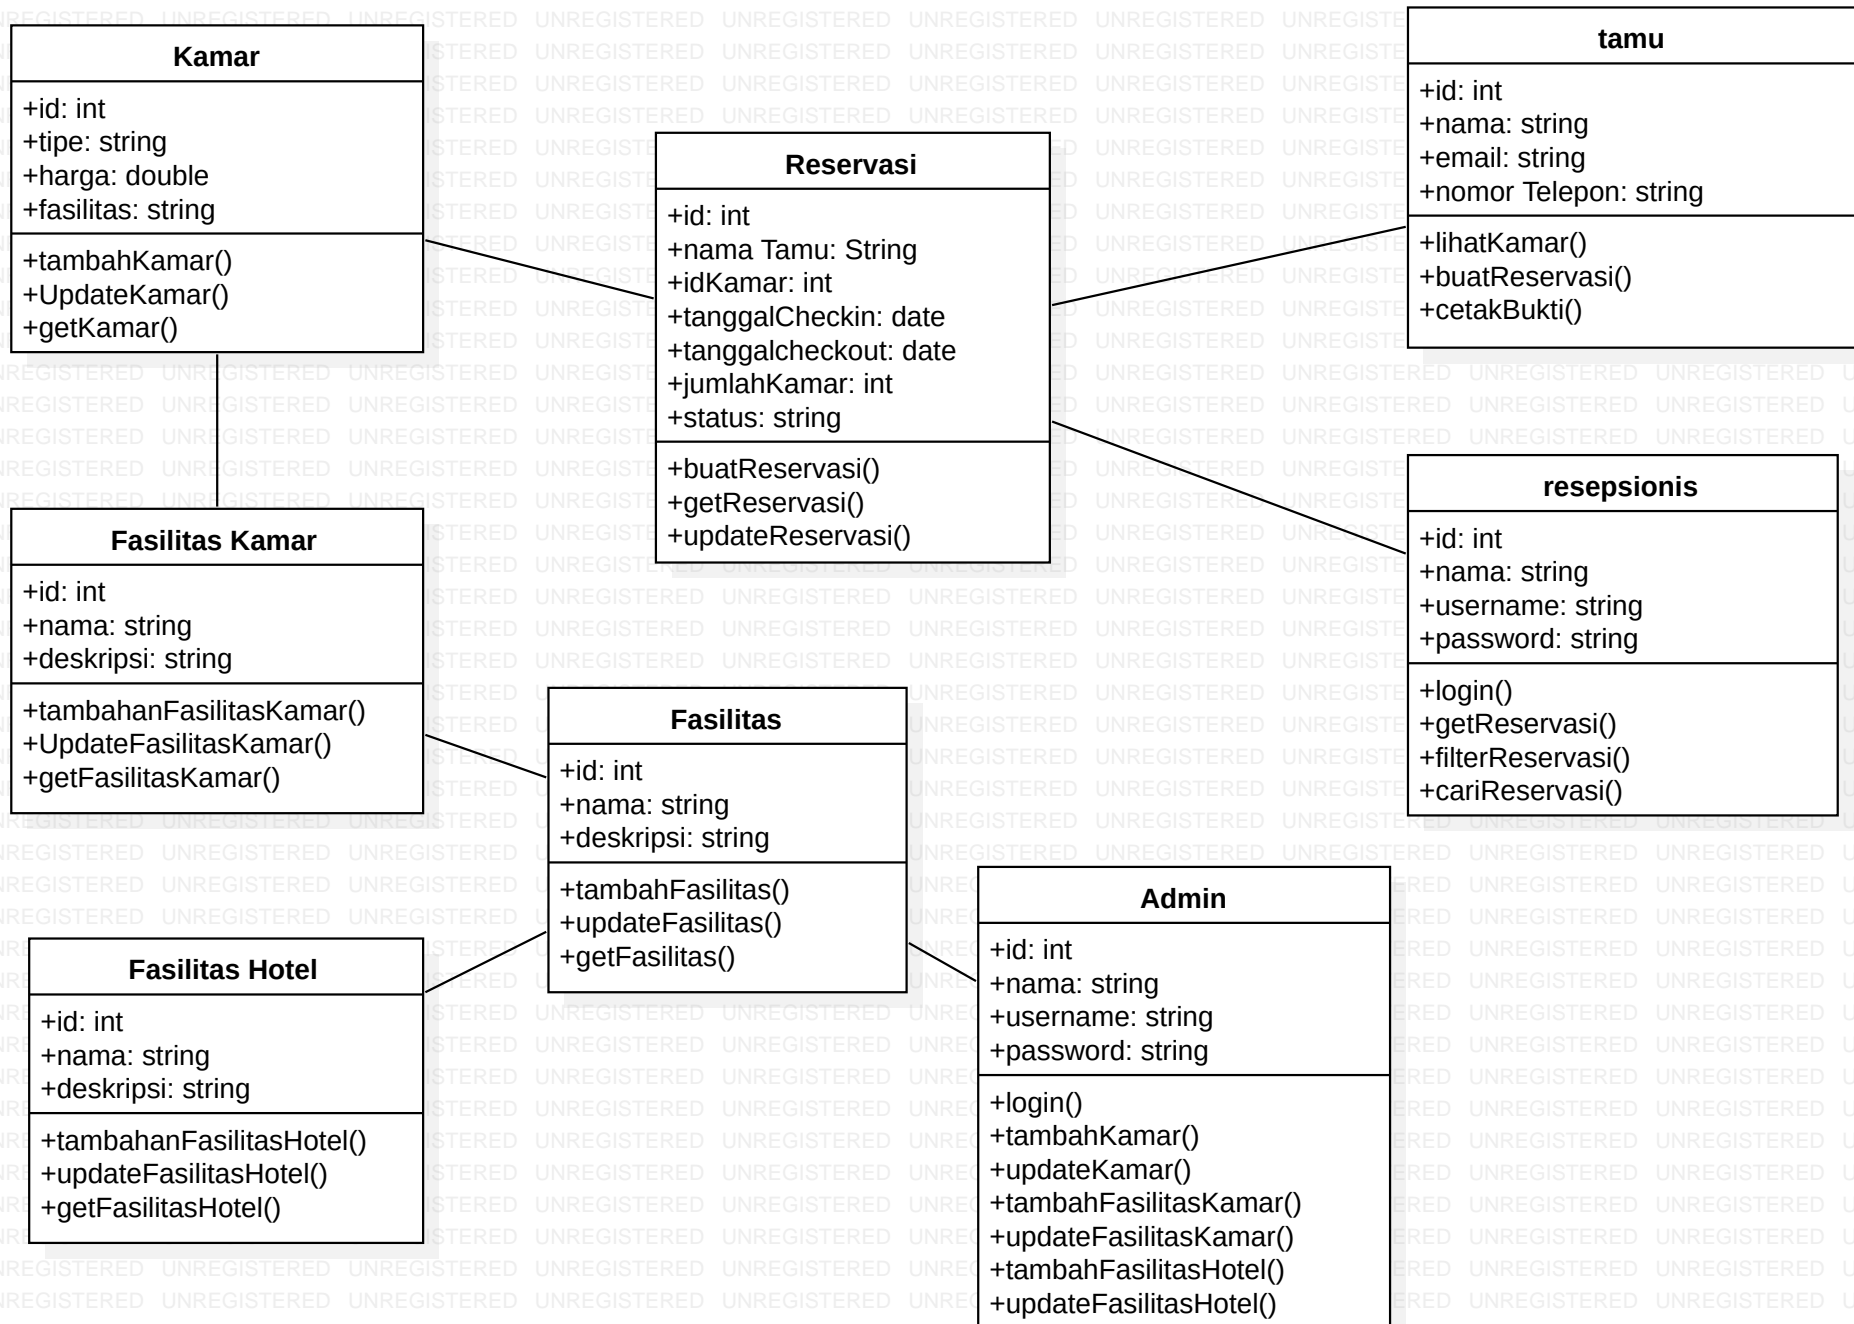 Kamar
+id: int
+tipe: string
+harga: double
+fasilitas: string
+tambahKamar()
+UpdateKamar()
+getKamar()
Reservasi
+id: int
+nama Tamu: String
+idKamar: int
+tanggalCheckin: date
+tanggalcheckout: date
+jumlahKamar: int
+status: string
+buatReservasi()
+getReservasi()
+updateReservasi()
tamu
+id: int
+nama: string
+email: string
+nomor Telepon: string
+lihatKamar()
+buatReservasi()
+cetakBukti()
Fasilitas Kamar
+id: int
+nama: string
+deskripsi: string
+tambahanFasilitasKamar()
+UpdateFasilitasKamar()
+getFasilitasKamar()
resepsionis
+id: int
+nama: string
+username: string
+password: string
+login()
+getReservasi()
+filterReservasi()
+cariReservasi()
Fasilitas
+id: int
+nama: string
+deskripsi: string
+tambahFasilitas()
+updateFasilitas()
+getFasilitas()
Fasilitas Hotel
+id: int
+nama: string
+deskripsi: string
+tambahanFasilitasHotel()
+updateFasilitasHotel()
+getFasilitasHotel()
Admin
+id: int
+nama: string
+username: string
+password: string
+login()
+tambahKamar()
+updateKamar()
+tambahFasilitasKamar()
+updateFasilitasKamar()
+tambahFasilitasHotel()
+updateFasilitasHotel()
UNREGISTERED